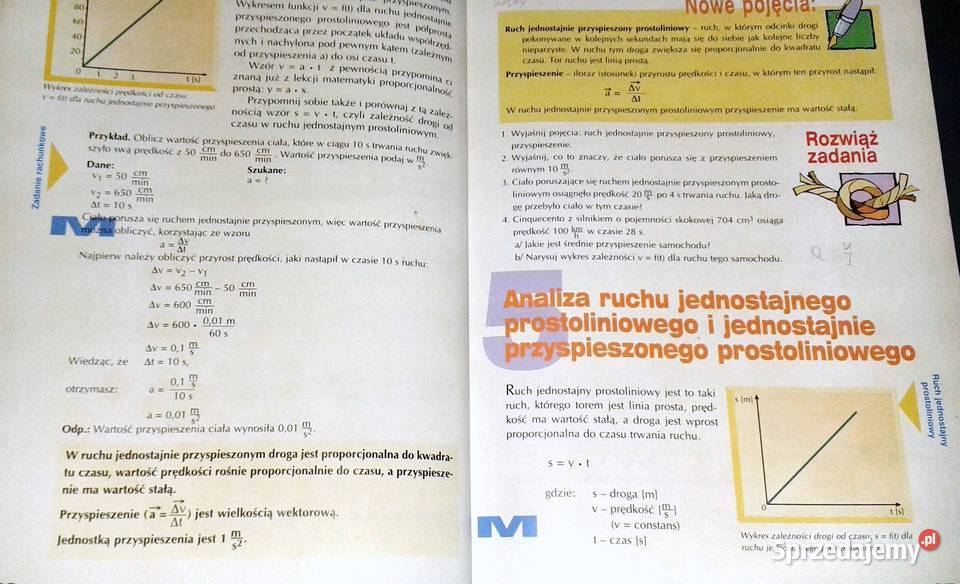 80
60
40
20
0 1 2 3 t [s]
Wykres zależności prędkości od czasu:
v = f(t) dla ruchu jednostajnie przyspieszonego
przyspieszonym.
Wykresem funkcji v = f(t) dla ruchu jednostajnie
przyspieszonego prostoliniowego jest półprosta
przechodząca przez początek układu współrzęd-
nych i nachylona pod pewnym kątem (zależnym
od przyspieszenia a) do osi czasu t.
Wzór v = a • t z pewnością przypomina ci
znaną już z lekcji matematyki proporcjonalność
prostą: y = a • x.
Przypomnij sobie także i porównaj z tą zależ-
nością wzór s = v • t, czyli zależność drogi od
czasu w ruchu jednostajnym prostoliniowym.
Zadanie rachunkowe
Przykład. Oblicz wartość przyspieszenia ciała, które w ciągu 10 s trwania ruchu zwięk-
szyło swą prędkość z 50 cm/min do 650 cm/min. Wartość przyspieszenia podaj w m/s².
Dane: Szukane:
v₁ = 50 cm/min a = ?
v₂ = 650 cm/min
Δt = 10 s
M
Ciało porusza się ruchem jednostajnie przyspieszonym, więc wartość przyspieszenia
można obliczyć, korzystając ze wzoru
a = Δv/Δt
Najpierw należy obliczyć przyrost prędkości, jaki nastąpił w czasie 10 s ruchu:
Δv = v₂ – v₁
Δv = 650 cm/min – 50 cm/min
Δv = 600 cm/min
Δv = 600 • 0,01 m/60 s
Δv = 0,1 m/s
Wiedząc, że Δt = 10 s,
otrzymasz: a = 0,1 m/s / 10 s
a = 0,01 m/s²
Odp.: Wartość przyspieszenia ciała wynosiła 0,01 m/s².
W ruchu jednostajnie przyspieszonym droga jest proporcjonalna do kwadra-
tu czasu, wartość prędkości rośnie proporcjonalnie do czasu, a przyspiesze-
nie ma wartość stałą.
Przyspieszenie (a⃗ = Δv⃗/Δt) jest wielkością wektorową.
Jednostką przyspieszenia jest 1 m/s².
Nowe pojęcia:
Ruch jednostajnie przyspieszony prostoliniowy – ruch, w którym odcinki drogi
pokonywane w kolejnych sekundach mają się do siebie jak kolejne liczby
nieparzyste. W ruchu tym droga zwiększa się proporcjonalnie do kwadratu
czasu. Tor ruchu jest linią prostą.
Przyspieszenie – iloraz (stosunek) przyrostu prędkości i czasu, w którym ten przyrost nastąpił:
a⃗ = Δv⃗/Δt
W ruchu jednostajnie przyspieszonym prostoliniowym przyspieszenie ma wartość stałą.
Rozwiąż
zadania
1. Wyjaśnij pojęcia: ruch jednostajnie przyspieszony prostoliniowy,
przyspieszenie.
2. Wyjaśnij, co to znaczy, że ciało porusza się z przyspieszeniem
równym 10 m/s².
3. Ciało poruszające się ruchem jednostajnie przyspieszonym prosto-
liniowym osiągnęło prędkość 20 m/s po 4 s trwania ruchu. Jaką dro-
gę przebyło ciało w tym czasie?
4. Cinquecento z silnikiem o pojemności skokowej 704 cm³ osiąga
prędkość 100 km/h w czasie 28 s.
a/ Jakie jest średnie przyspieszenie samochodu?
b/ Narysuj wykres zależności v = f(t) dla ruchu tego samochodu.
5
Analiza ruchu jednostajnego
prostoliniowego i jednostajnie
przyspieszonego prostoliniowego
Ruch jednostajny prostoliniowy jest to taki
ruch, którego torem jest linia prosta, pręd-
kość ma wartość stałą, a droga jest wprost
proporcjonalna do czasu trwania ruchu.
s = v • t
gdzie: s – droga [m]
v – prędkość [m/s]
(v = constans)
t – czas [s]
M
s [m]
0 t [s]
Ruch jednostajny
prostoliniowy
Wykres zależności drogi od czasu: s = f(t) dla
Sprzedajemy.pl